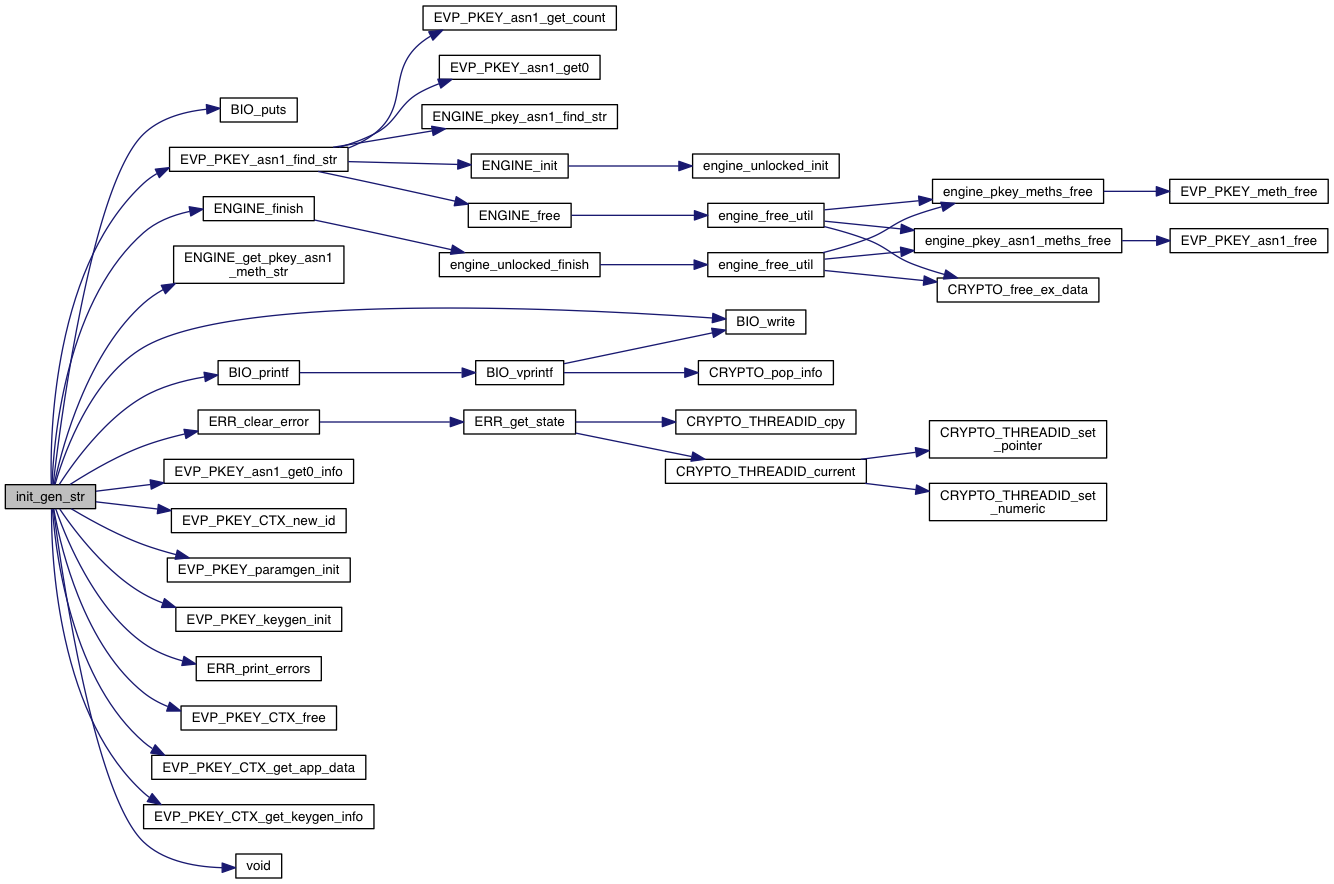 EVP_PKEY_asn1_get_count
EVP_PKEY_asn1_get0
BIO_puts
ENGINE_pkey_asn1_find_str
EVP_PKEY_asn1_find_str
ENGINE_init
engine_unlocked_init
engine_pkey_meths_free
EVP_PKEY_meth_free
ENGINE_finish
ENGINE_free
engine_free_util
engine_pkey_asn1_meths_free
EVP_PKEY_asn1_free
ENGINE_get_pkey_asn1
_meth_str
engine_unlocked_finish
engine_free_util
CRYPTO_free_ex_data
BIO_write
BIO_printf
BIO_vprintf
CRYPTO_pop_info
ERR_clear_error
ERR_get_state
CRYPTO_THREADID_cpy
CRYPTO_THREADID_set
_pointer
EVP_PKEY_asn1_get0_info
CRYPTO_THREADID_current
init_gen_str
CRYPTO_THREADID_set
_numeric
EVP_PKEY_CTX_new_id
EVP_PKEY_paramgen_init
EVP_PKEY_keygen_init
ERR_print_errors
EVP_PKEY_CTX_free
EVP_PKEY_CTX_get_app_data
EVP_PKEY_CTX_get_keygen_info
void